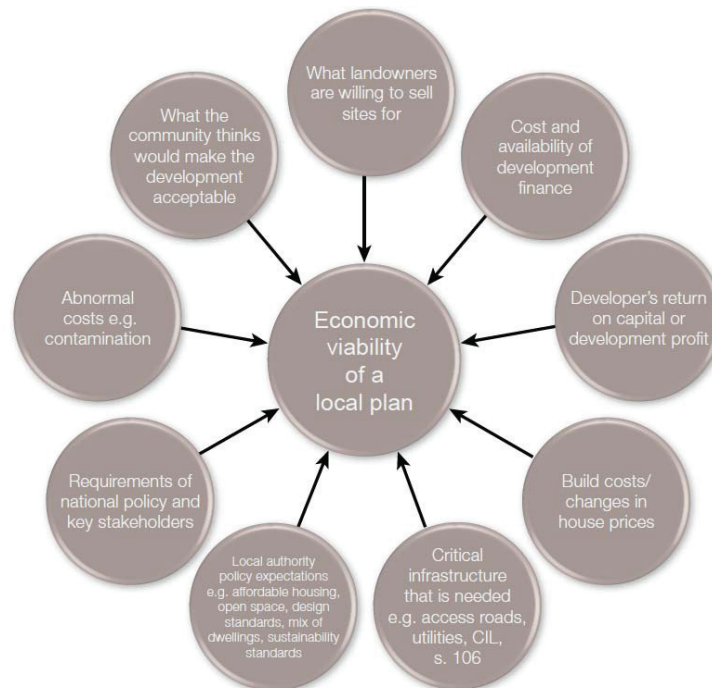 What landowners
are willing to sell
sites for
Cost and
availability of
development
finance
Developer's return
on capital or
development profit
Build costs/
changes in
house prices
Critical
infrastructure
that is needed
e.g. access roads,
utilities, CIL,
s. 106
Local authority
policy expectations
e.g. affordable housing,
open space, design
standards, mix of
dwellings, sustainability
standards
Requirements of
national policy and
key stakeholders
Abnormal
costs e.g.
contamination
What the
community thinks
would make the
development
acceptable
Economic
viability
of a
local plan